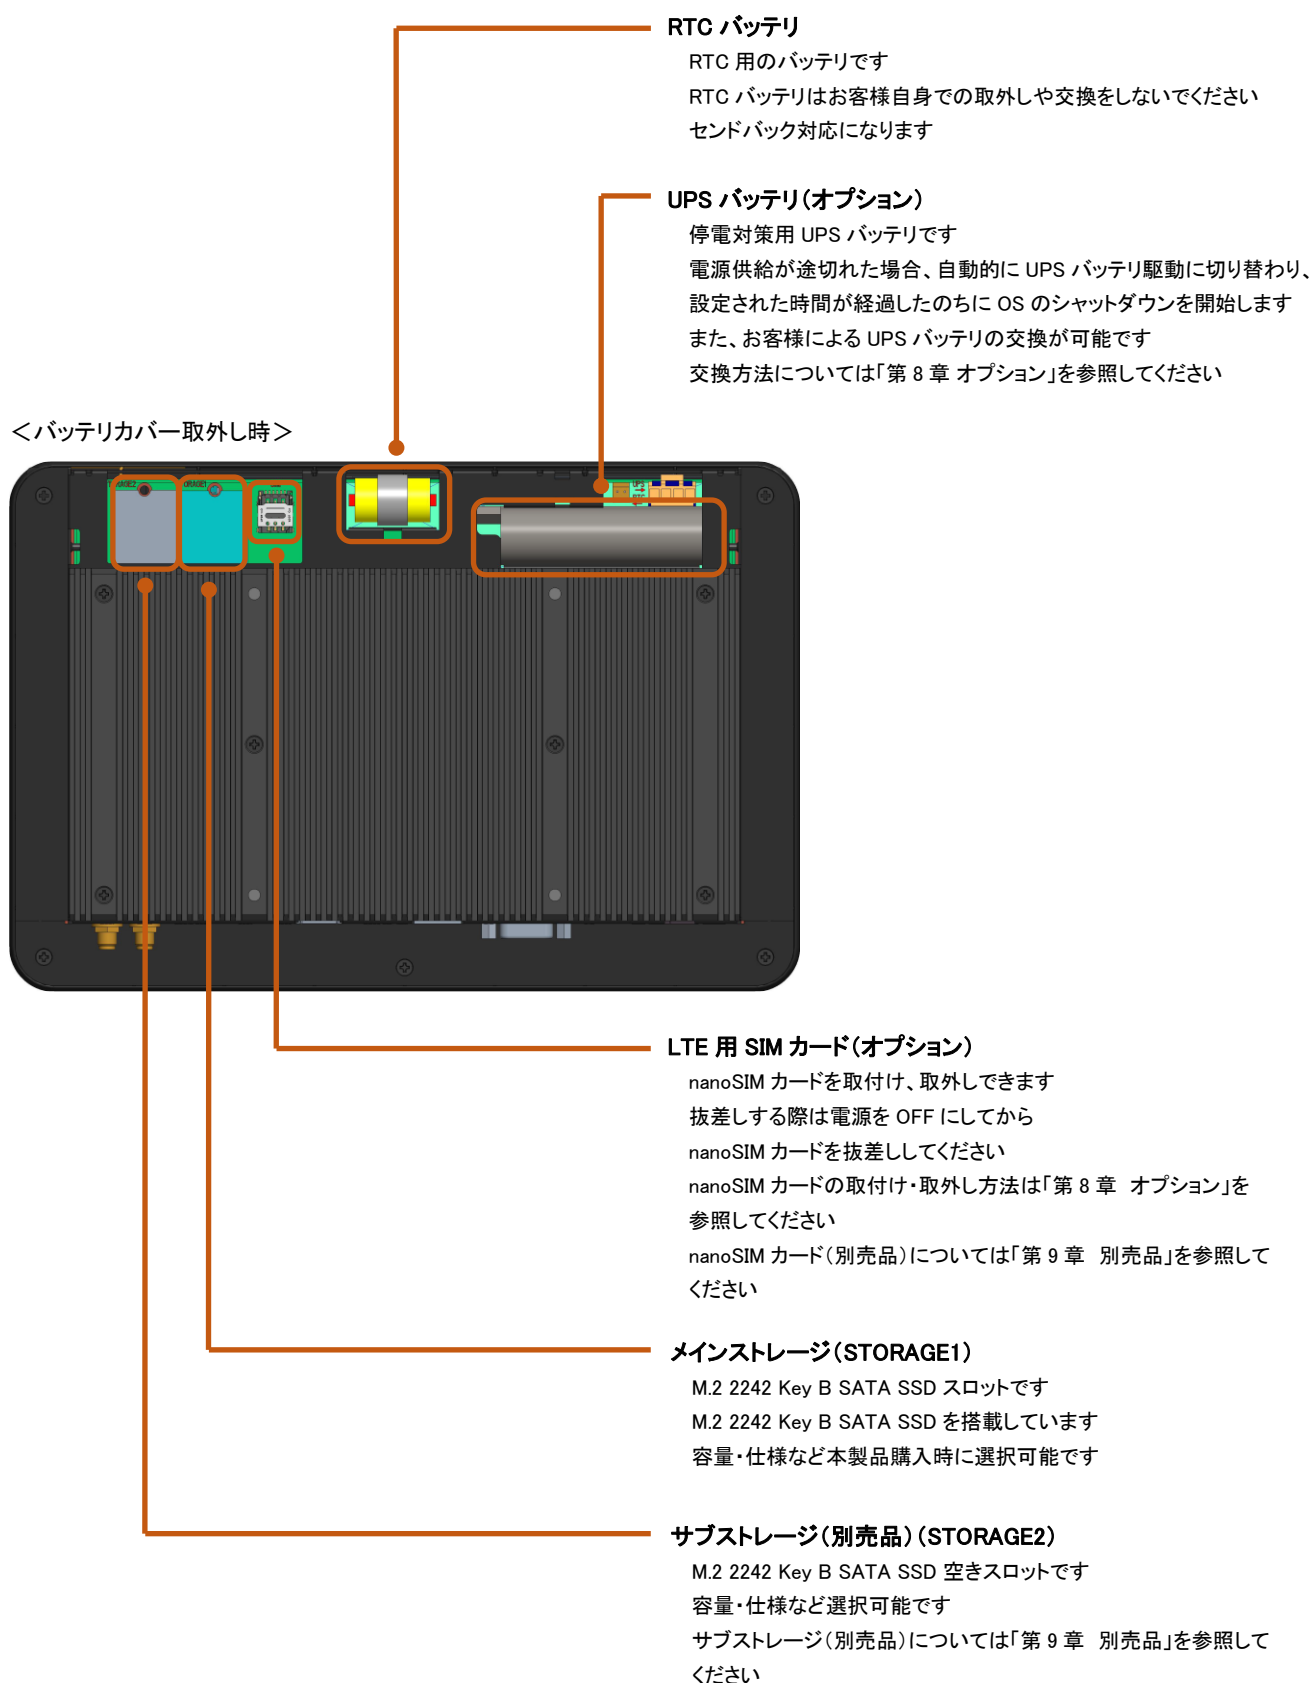 RTC バッテリ
RTC 用のバッテリです
RTC バッテリはお客様自身での取外しや交換をしないでください
センドバック対応になります
UPS バッテリ（オプション）
停電対策用 UPS バッテリです
電源供給が途切れた場合、自動的に UPS バッテリ駆動に切り替わり、
設定された時間が経過したのちに OS のシャットダウンを開始します
また、お客様による UPS バッテリの交換が可能です
交換方法については「第 8 章 オプション」を参照してください
＜バッテリカバー取外し時＞
LTE 用 SIM カード（オプション）
nanoSIM カードを取付け、取外しできます
抜差しする際は電源を OFF にしてから
nanoSIM カードを抜差ししてください
nanoSIM カードの取付け・取外し方法は「第 8 章 オプション」を
参照してください
nanoSIM カード（別売品）については「第 9 章 別売品」を参照して
ください
メインストレージ（STORAGE1）
M.2 2242 Key B SATA SSD スロットです
M.2 2242 Key B SATA SSD を搭載しています
容量・仕様など本製品購入時に選択可能です
サブストレージ（別売品）（STORAGE2）
M.2 2242 Key B SATA SSD 空きスロットです
容量・仕様など選択可能です
サブストレージ（別売品）については「第 9 章 別売品」を参照して
ください